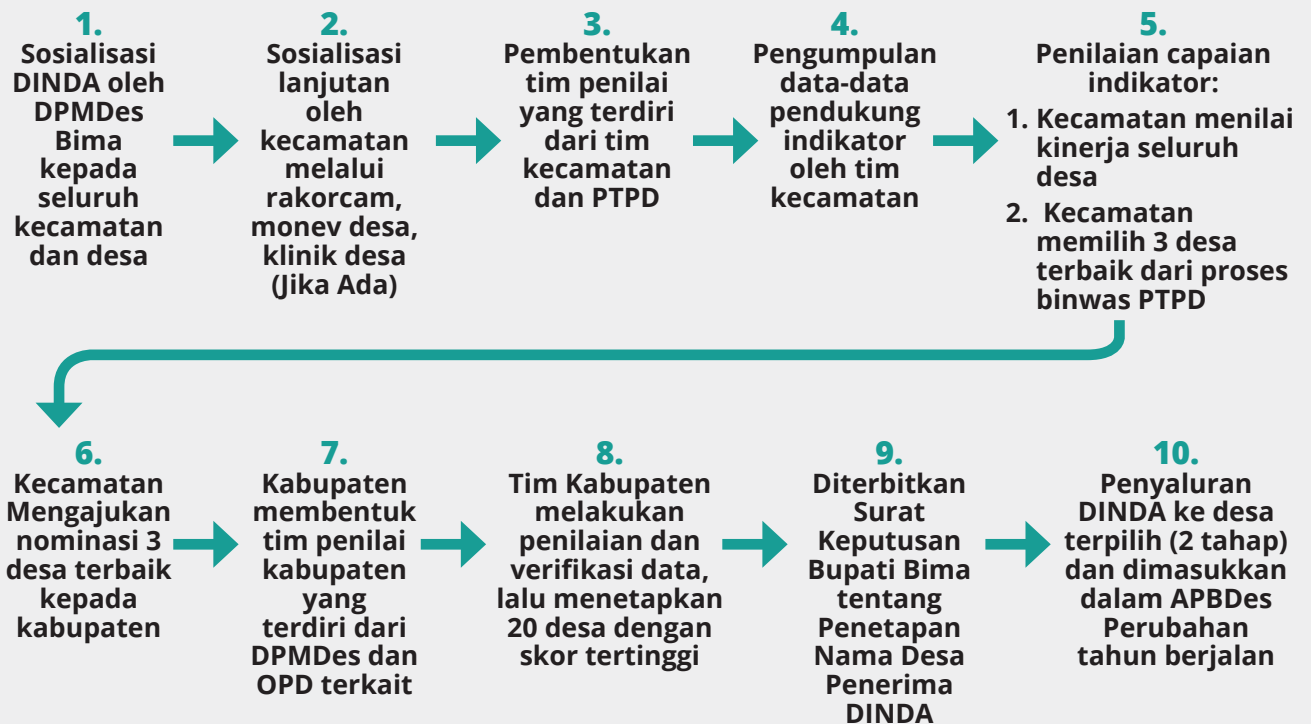 1.
Sosialisasi
DINDA oleh
DPMDes
Bima
kepada
seluruh
kecamatan
dan desa
2.
Sosialisasi
lanjutan
oleh
kecamatan
melalui
rakorcam,
monev desa,
klinik desa
(Jika Ada)
3.
Pembentukan
tim penilai
yang terdiri
dari tim
kecamatan
dan PTPD
4.
Pengumpulan
data-data
pendukung
indikator
oleh tim
kecamatan
5.
Penilaian capaian
indikator:
1. Kecamatan menilai
kinerja seluruh
desa
2. Kecamatan
memilih 3 desa
terbaik dari proses
binwas PTPD
6.
Kecamatan
Mengajukan
nominasi 3
desa terbaik
kepada
kabupaten
7.
Kabupaten
membentuk
tim penilai
kabupaten
yang
terdiri dari
DPMDes dan
OPD terkait
8.
Tim Kabupaten
melakukan
penilaian dan
verifikasi data,
lalu menetapkan
20 desa dengan
skor tertinggi
9.
Diterbitkan
Surat
Keputusan
Bupati Bima
tentang
Penetapan
Nama Desa
Penerima
DINDA
10.
Penyaluran
DINDA ke desa
terpilih (2 tahap)
dan dimasukkan
dalam APBDes
Perubahan
tahun berjalan